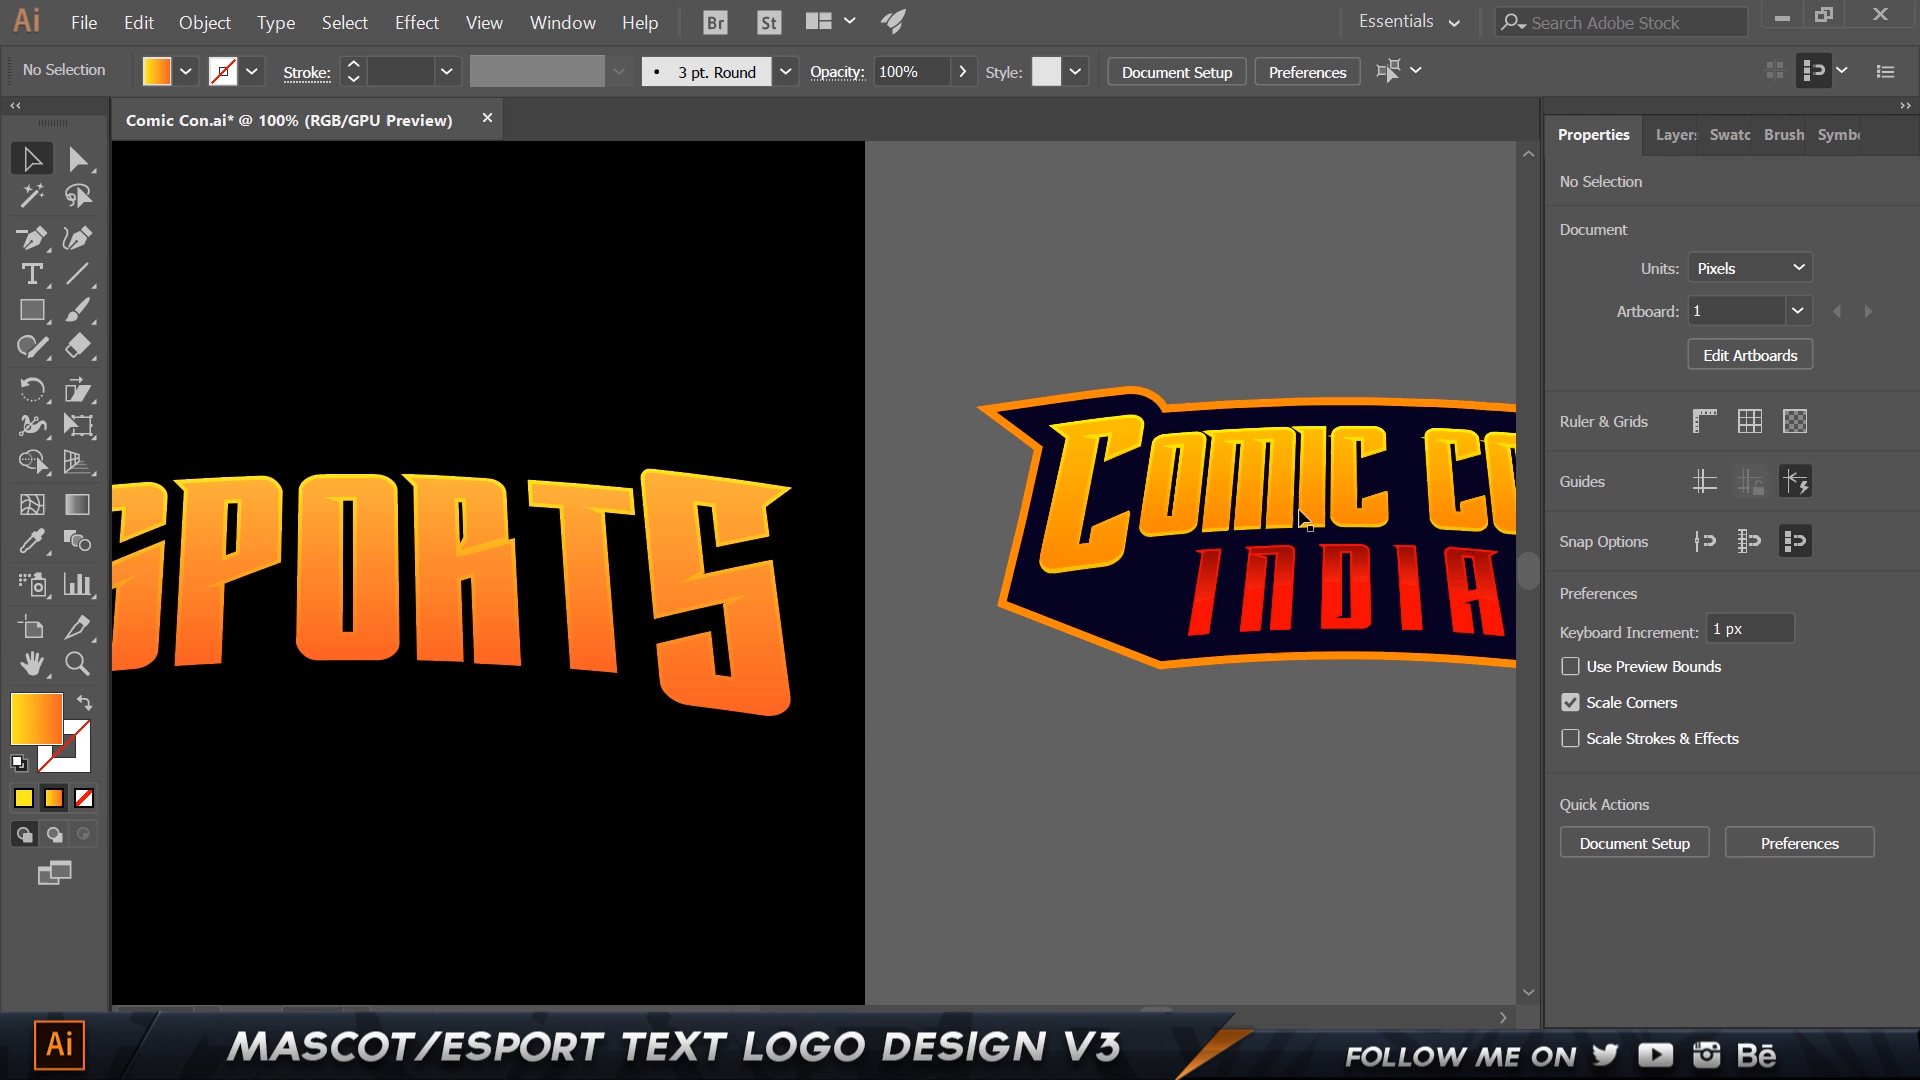 Ai File Edit Object Type Select Effect View Window Help Br St Essentials Search Adobe Stock
No Selection Stroke: 3 pt. Round Opacity: 100% Style: Document Setup Preferences
Comic Con.ai* @ 100% (RGB/GPU Preview)
Properties Layers Swatc Brush Symbo
No Selection
Document
Units: Pixels
Artboard: 1
Edit Artboards
Ruler & Grids
Guides
Snap Options
Preferences
Keyboard Increment: 1 px
Use Preview Bounds
Scale Corners
Scale Strokes & Effects
Quick Actions
Document Setup Preferences
SPORTS
COMIC CO
INDIA
Ai MASCOT/ESPORT TEXT LOGO DESIGN V3 FOLLOW ME ON Bē